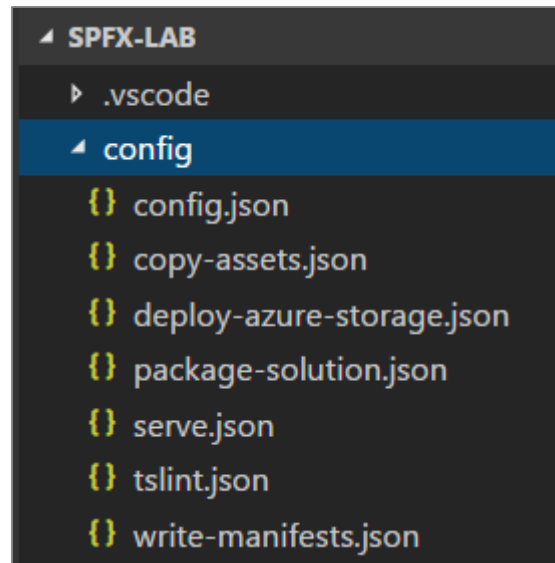 SPFX-LAB
.vscode
config
{} config.json
{} copy-assets.json
{} deploy-azure-storage.json
{} package-solution.json
{} serve.json
{} tslint.json
{} write-manifests.json